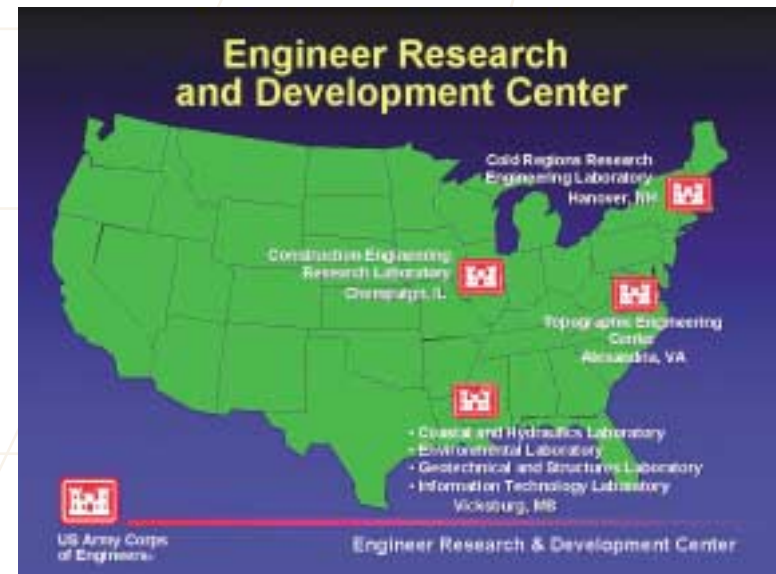 Engineer Research
and Development Center
Cold Regions Research
Engineering Laboratory
Hanover, NH
Construction Engineering
Research Laboratory
Champaign, IL
Topographic Engineering
Center
Alexandria, VA
• Coastal and Hydraulics Laboratory
• Environmental Laboratory
• Geotechnical and Structures Laboratory
• Information Technology Laboratory
Vicksburg, MS
US Army Corps
of Engineers®
Engineer Research & Development Center